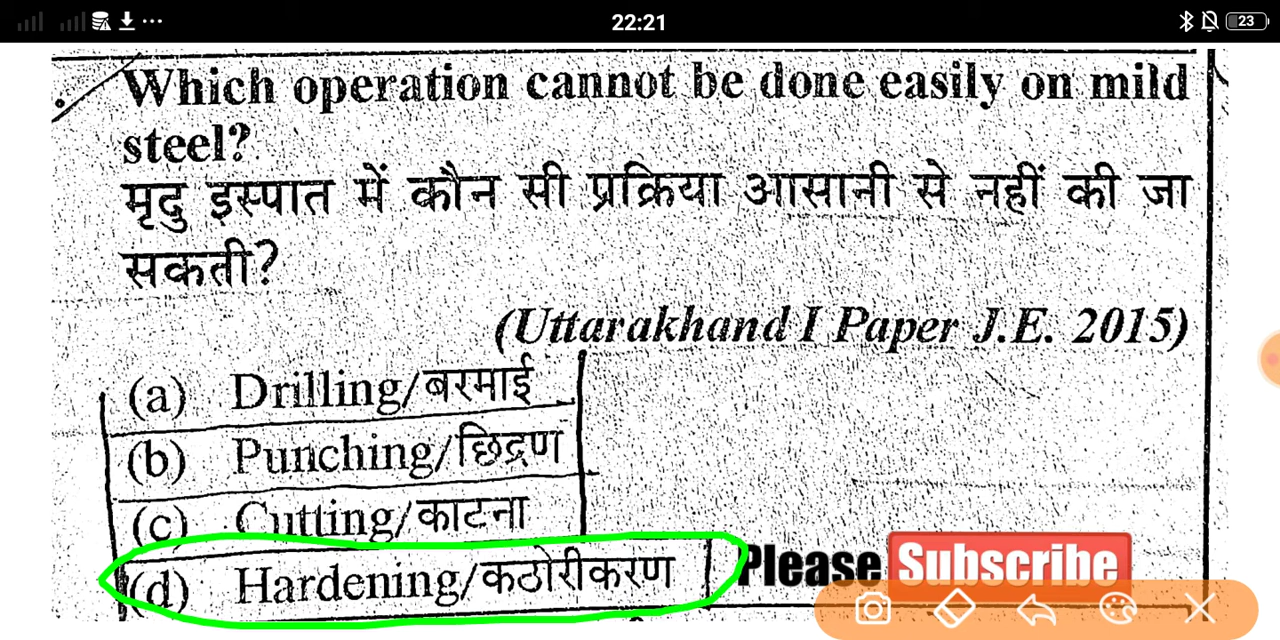 22:21
23
Which operation cannot be done easily on mild
steel?
मृदु इस्पात में कौन सी प्रक्रिया आसानी से नहीं की जा
सकती?
(Uttarakhand I Paper J.E. 2015)
(a) Drilling/बरमाई
(b) Punching/छिद्रण
(c) Cutting/काटना
(d) Hardening/कठोरीकरण
Please Subscribe